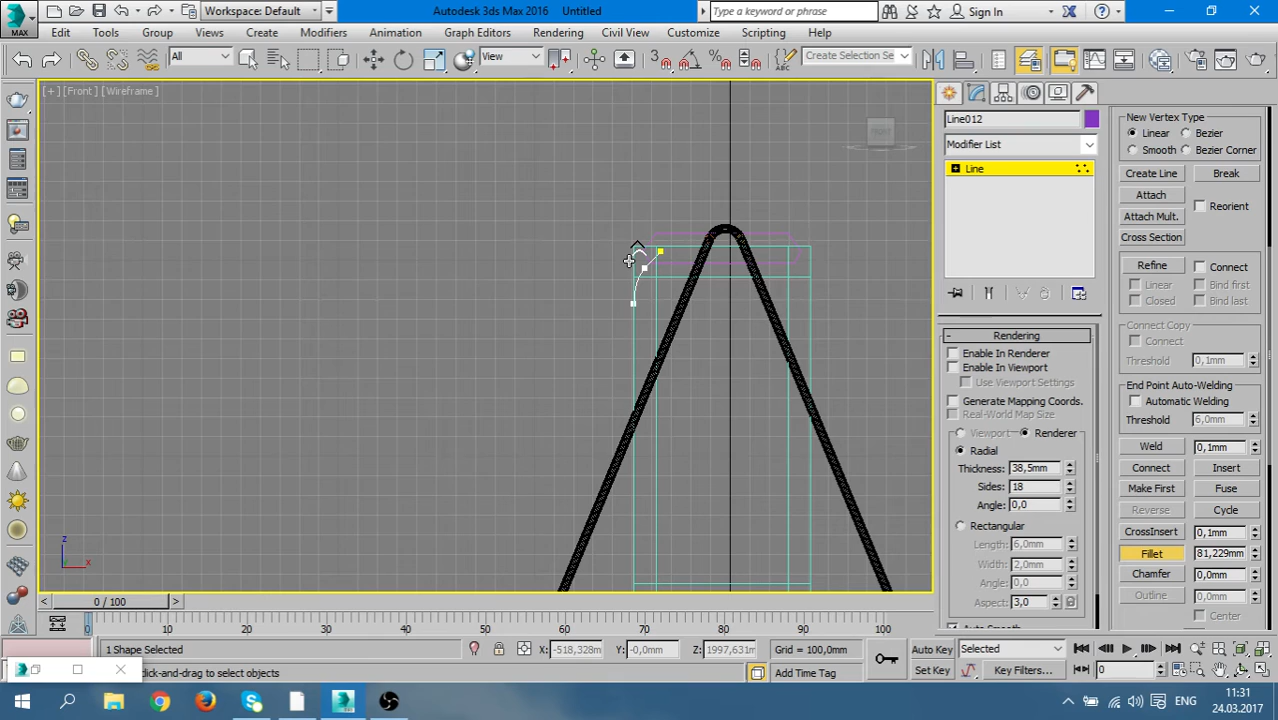 MAX
Workspace: Default
Autodesk 3ds Max 2016
Untitled
Type a keyword or phrase
Sign In
Edit
Tools
Group
Views
Create
Modifiers
Animation
Graph Editors
Rendering
Civil View
Customize
Scripting
Help
All
View
Create Selection Se
[+] [Front] [Wireframe]
FRONT
Line012
Modifier List
Line
Rendering
Enable In Renderer
Enable In Viewport
Use Viewport Settings
Generate Mapping Coords.
Real-World Map Size
Viewport
Renderer
Radial
Thickness: 38,5mm
Sides: 18
Angle: 0,0
Rectangular
Length: 6,0mm
Width: 2,0mm
Angle: 0,0
Aspect: 3,0
Auto Smooth
New Vertex Type
Linear
Bezier
Smooth
Bezier Corner
Create Line
Break
Attach
Reorient
Attach Mult.
Cross Section
Refine
Connect
Linear
Bind first
Closed
Bind last
Connect Copy
Connect
Threshold
0,1mm
End Point Auto-Welding
Automatic Welding
Threshold
6,0mm
Weld
0,1mm
Connect
Insert
Make First
Fuse
Reverse
Cycle
CrossInsert
0,1mm
Fillet
81,229mm
Chamfer
0,0mm
Outline
0,0mm
Center
z
x
0 / 100
0
10
20
30
40
50
60
70
80
90
100
1 Shape Selected
X: -518,328m
Y: -0,0mm
Z: 1997,631m
Grid = 100,0mm
Auto Key
Selected
click-and-drag to select objects
Add Time Tag
Set Key
Key Filters...
0
ENG
11:31
24.03.2017